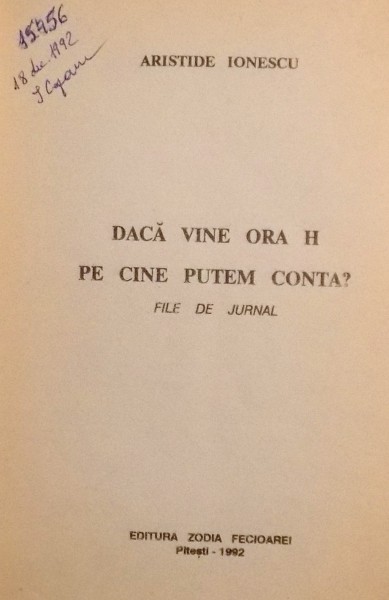 15456
18 dec. 1992
ARISTIDE IONESCU
DACĂ VINE ORA H
PE CINE PUTEM CONTA?
FILE DE JURNAL
EDITURA ZODIA FECIOAREI
Pitești - 1992